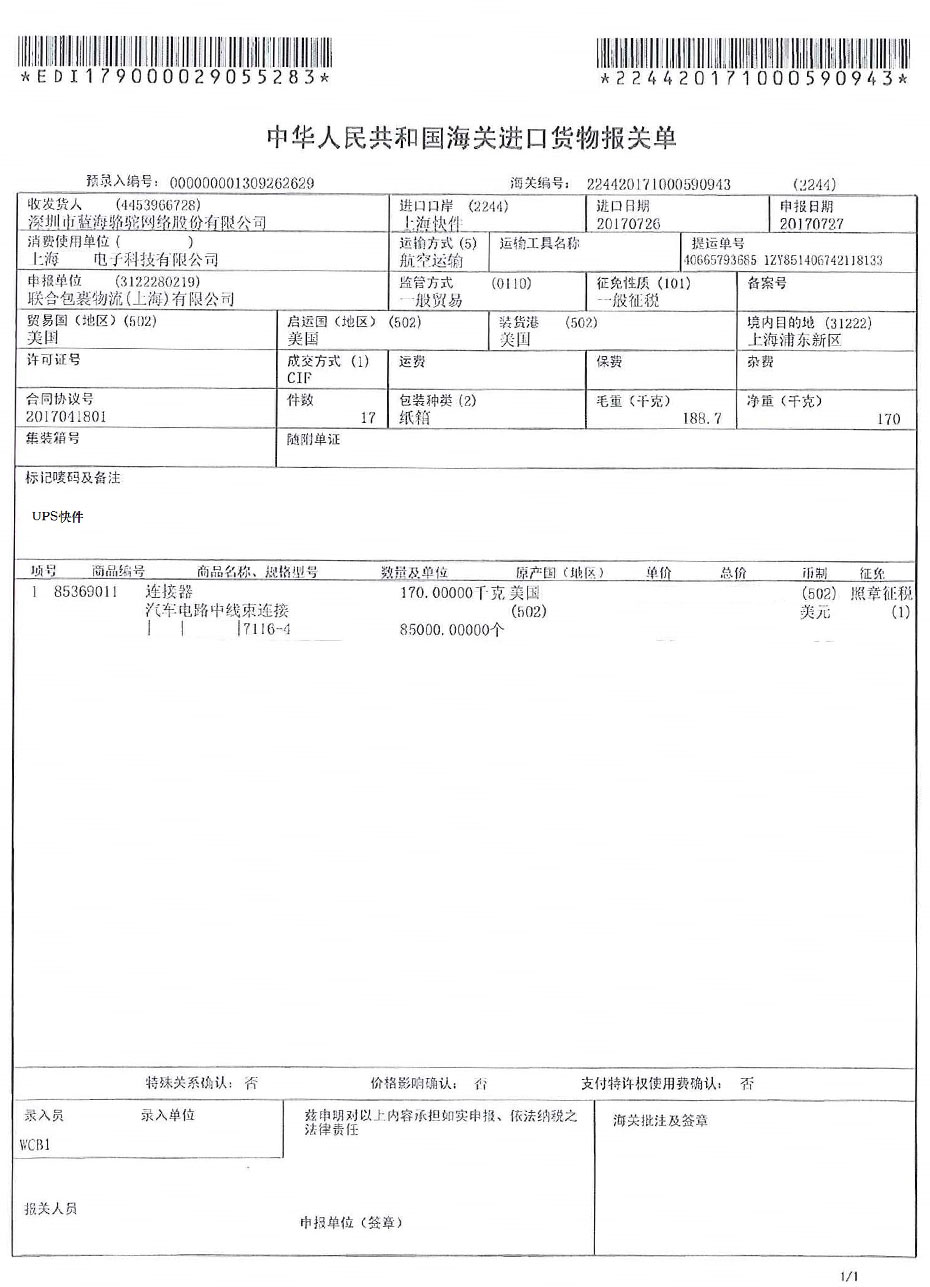 *EDI179000029055283*
*224420171000590943*
中华人民共和国海关进口货物报关单
预录入编号: 000000001309262629 海关编号: 224420171000590943 (2244)
收发货人 (4453966728) 进口口岸 (2244) 进口日期 申报日期
深圳市蓝海骆驼网络股份有限公司 上海快件 20170726 20170727
消费使用单位 ( ) 运输方式 (5) 运输工具名称 提运单号
上海 电子科技有限公司 航空运输 40665793685 1ZY851406742118133
申报单位 (3122280219) 监管方式 (0110) 征免性质 (101) 备案号
联合包裹物流(上海)有限公司 一般贸易 一般征税
贸易国 (地区) (502) 启运国 (地区) (502) 装货港 (502) 境内目的地 (31222)
美国 美国 美国 上海浦东新区
许可证号 成交方式 (1) 运费 保费 杂费
CIF
合同协议号 件数 包装种类 (2) 毛重 (千克) 净重 (千克)
2017041801 17 纸箱 188.7 170
集装箱号 随附单证
标记唛码及备注
UPS快件
项号 商品编号 商品名称、规格型号 数量及单位 原产国 (地区) 单价 总价 币制 征免
1 85369011 连接器 170.00000千克 美国 (502) 照章征税
汽车电路中线束连接 (502) 美元 (1)
| | |7116-4 85000.00000个
特殊关系确认: 否 价格影响确认: 否 支付特许权使用费确认: 否
录入员 录入单位 兹申明对以上内容承担如实申报、依法纳税之 海关批注及签章
法律责任
WCB1
报关人员
申报单位 (签章)
1/1